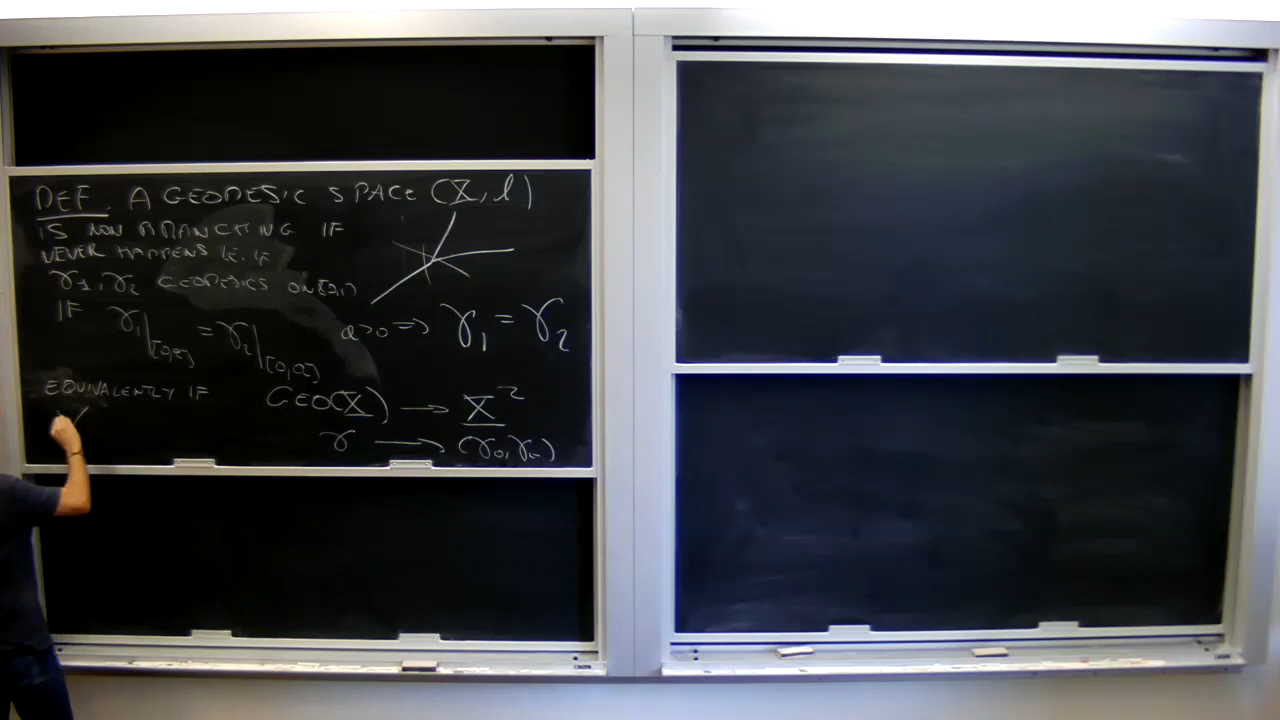 DEF. A GEODESIC SPACE (X, l)
IS NON BRANCHING IF
NEVER HAPPENS I.E. IF
γ1, γ2 GEODESICS ON [0,1]
IF γ1|[0,a] = γ2|[0,a] a>0 => γ1 = γ2
EQUIVALENTLY IF GEO(X) → X²
γ → (γ0, γt)